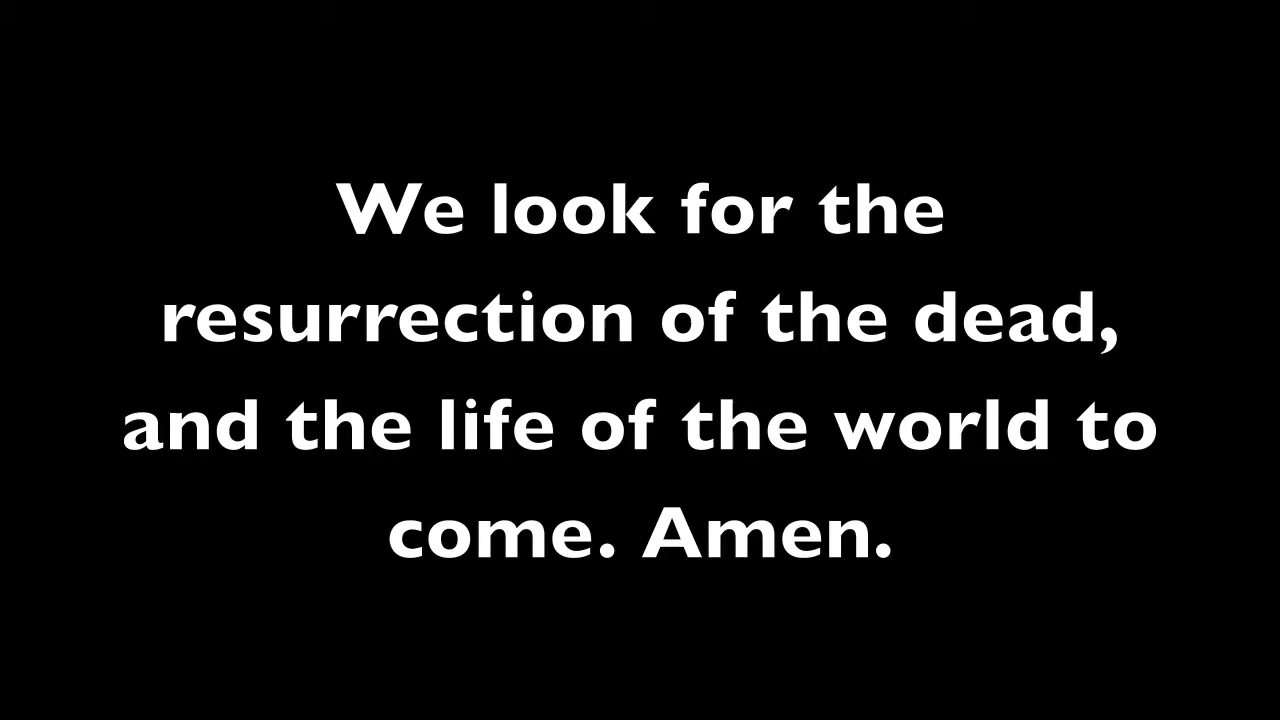 We look for the
resurrection of the dead,
and the life of the world to
come. Amen.